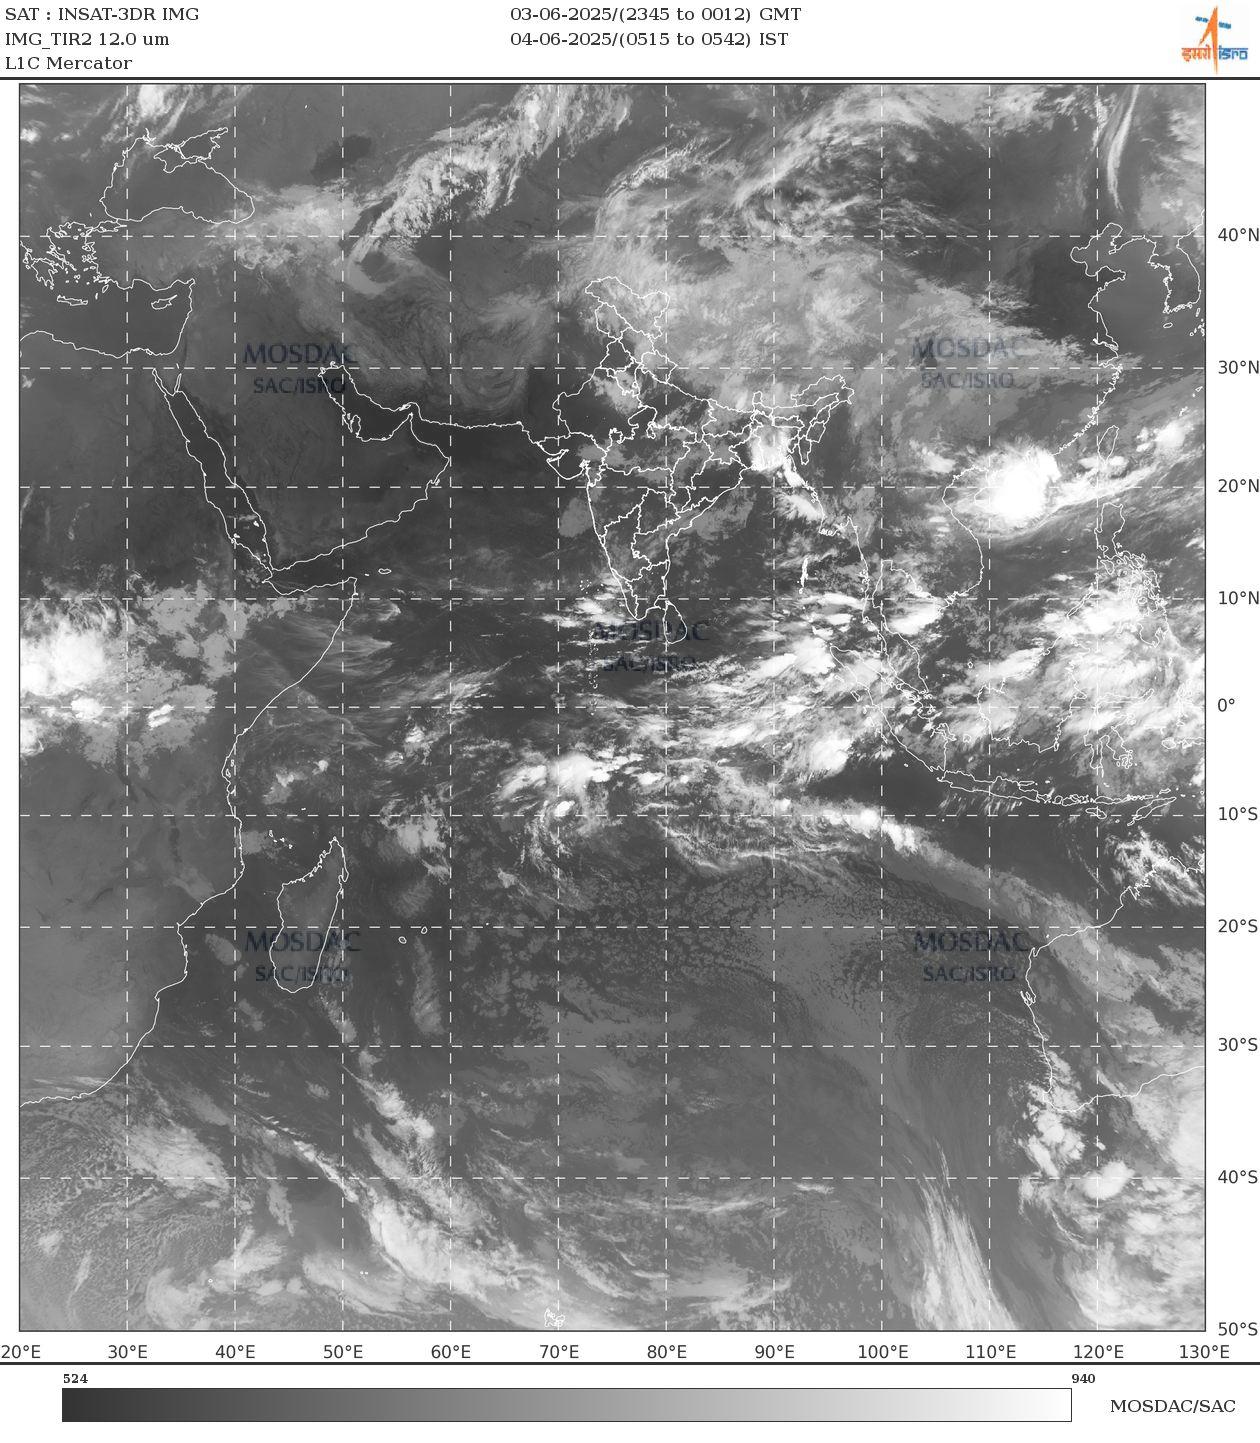 SAT : INSAT-3DR IMG
IMG_TIR2 12.0 um
L1C Mercator
03-06-2025/(2345 to 0012) GMT
04-06-2025/(0515 to 0542) IST
इसरो isro
40°N
MOSDAC
SAC/ISRO
MOSDAC
SAC/ISRO
30°N
20°N
10°N
MOSDAC
SAC/ISRO
0°
10°S
20°S
MOSDAC
SAC/ISRO
MOSDAC
SAC/ISRO
30°S
40°S
50°S
20°E 30°E 40°E 50°E 60°E 70°E 80°E 90°E 100°E 110°E 120°E 130°E
524 940
MOSDAC/SAC